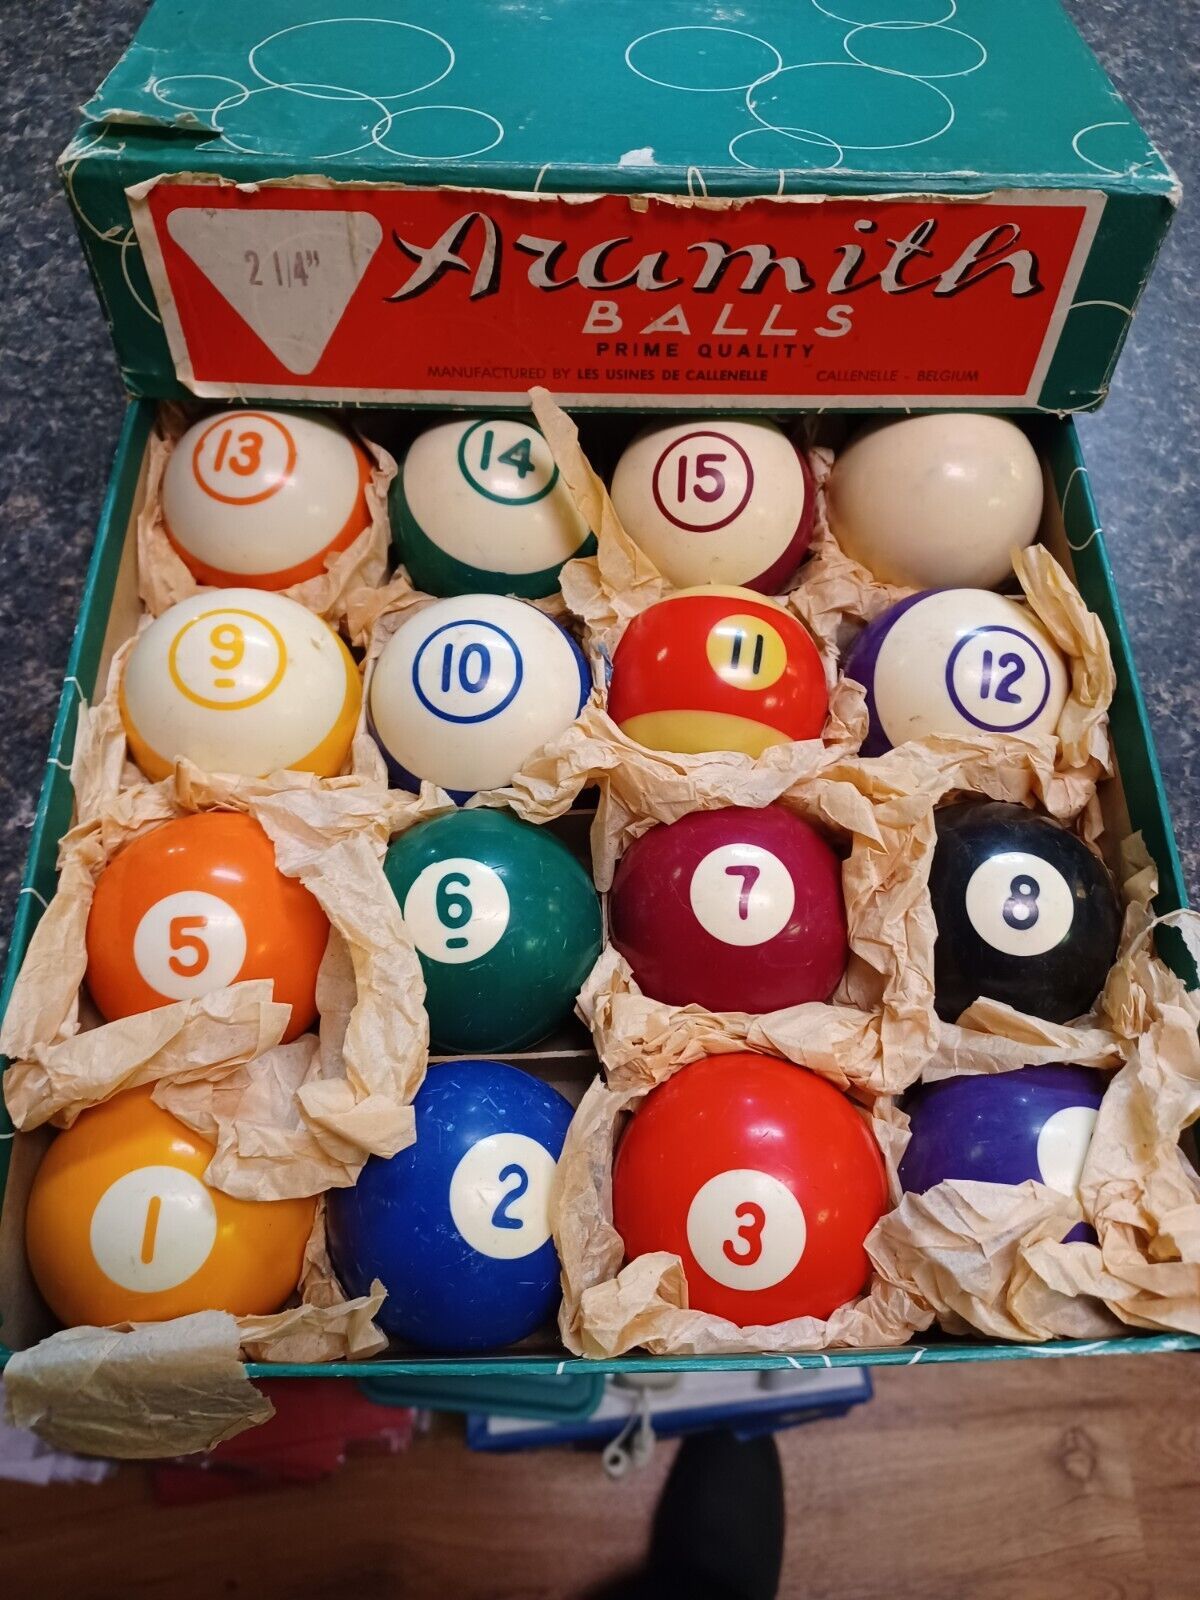 2 1/4"
Aramith
BALLS
PRIME QUALITY
MANUFACTURED BY LES USINES DE CALLENELLE CALLENELLE - BELGIUM
13 14 15
9 10 11 12
5 6 7 8
1 2 3